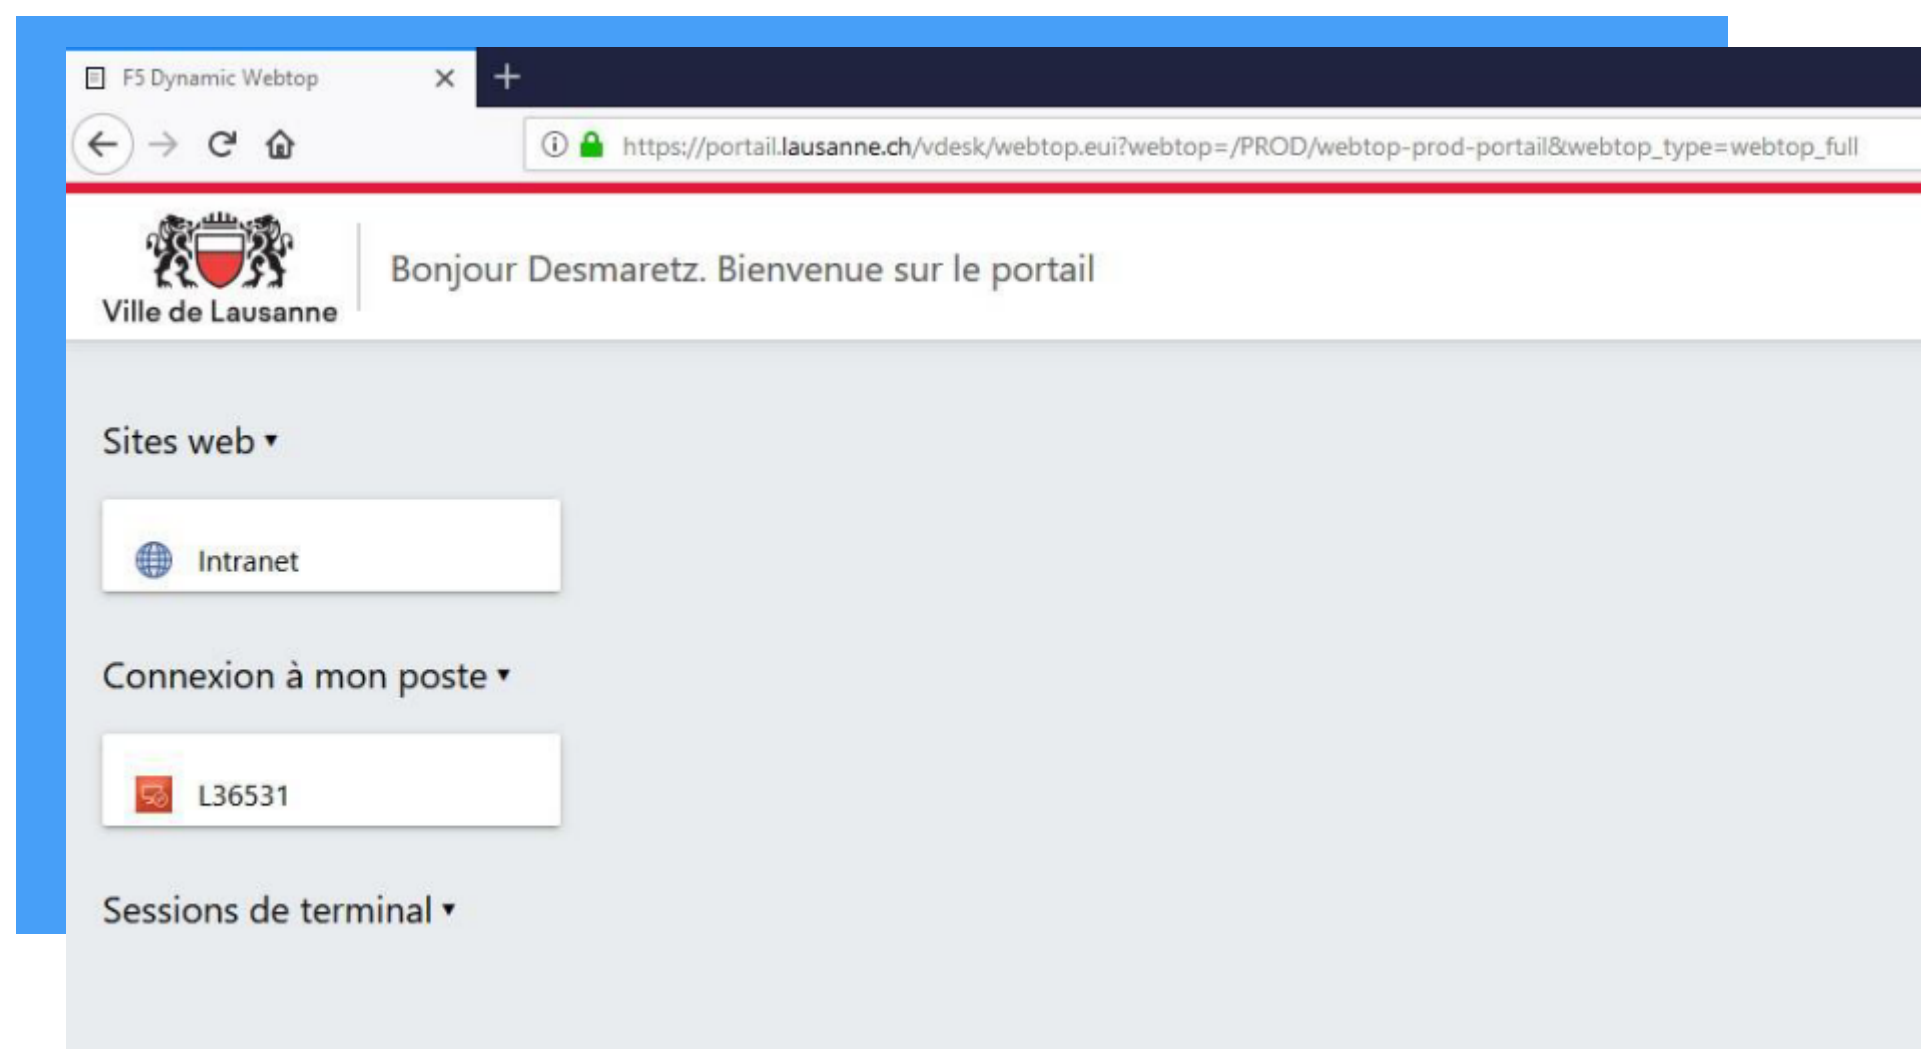 F5 Dynamic Webtop
https://portail.lausanne.ch/vdesk/webtop.eui?webtop=/PROD/webtop-prod-portail&webtop_type=webtop_full
Ville de Lausanne
Bonjour Desmaretz. Bienvenue sur le portail
Sites web
Intranet
Connexion à mon poste
L36531
Sessions de terminal